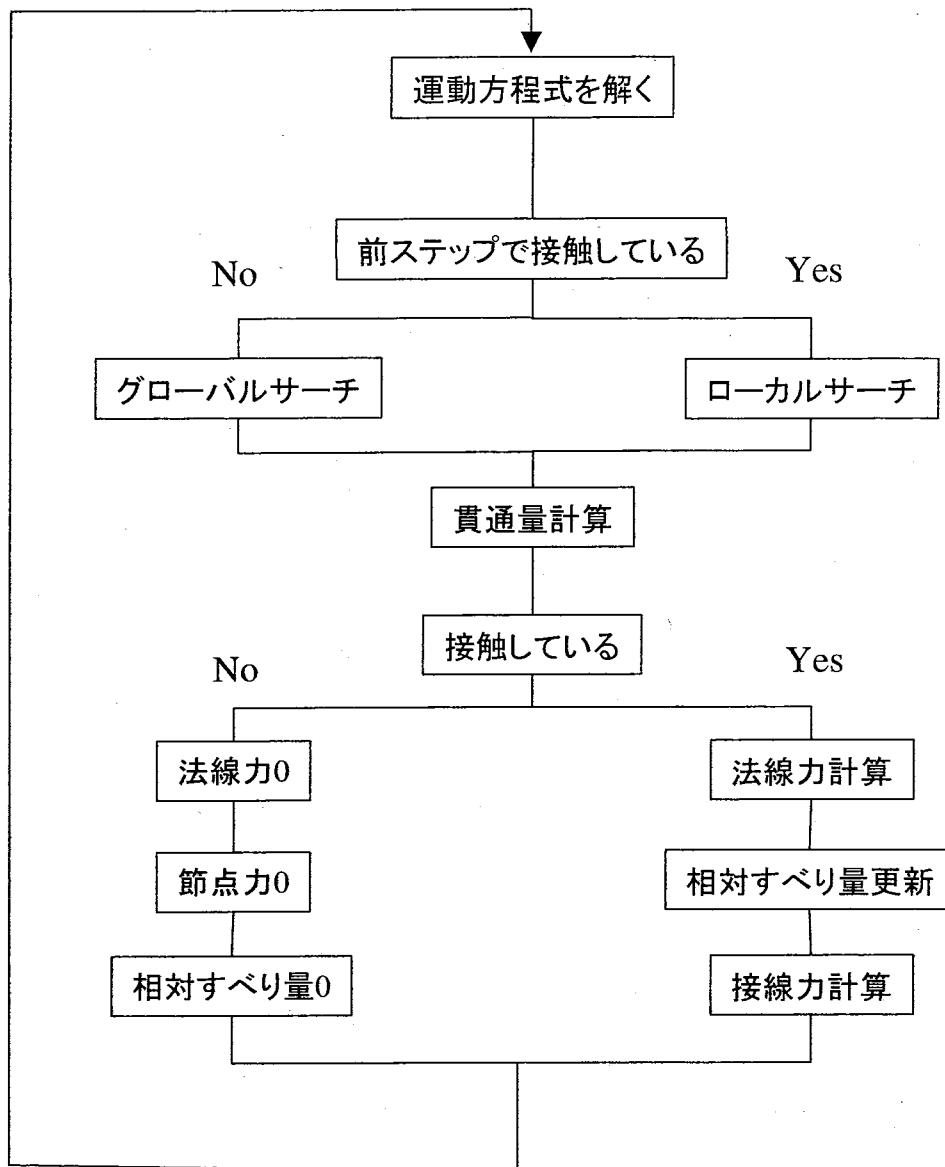 運動方程式を解く
前ステップで接触している
No
Yes
グローバルサーチ
ローカルサーチ
貫通量計算
接触している
No
Yes
法線力0
法線力計算
節点力0
相対すべり量更新
相対すべり量0
接線力計算